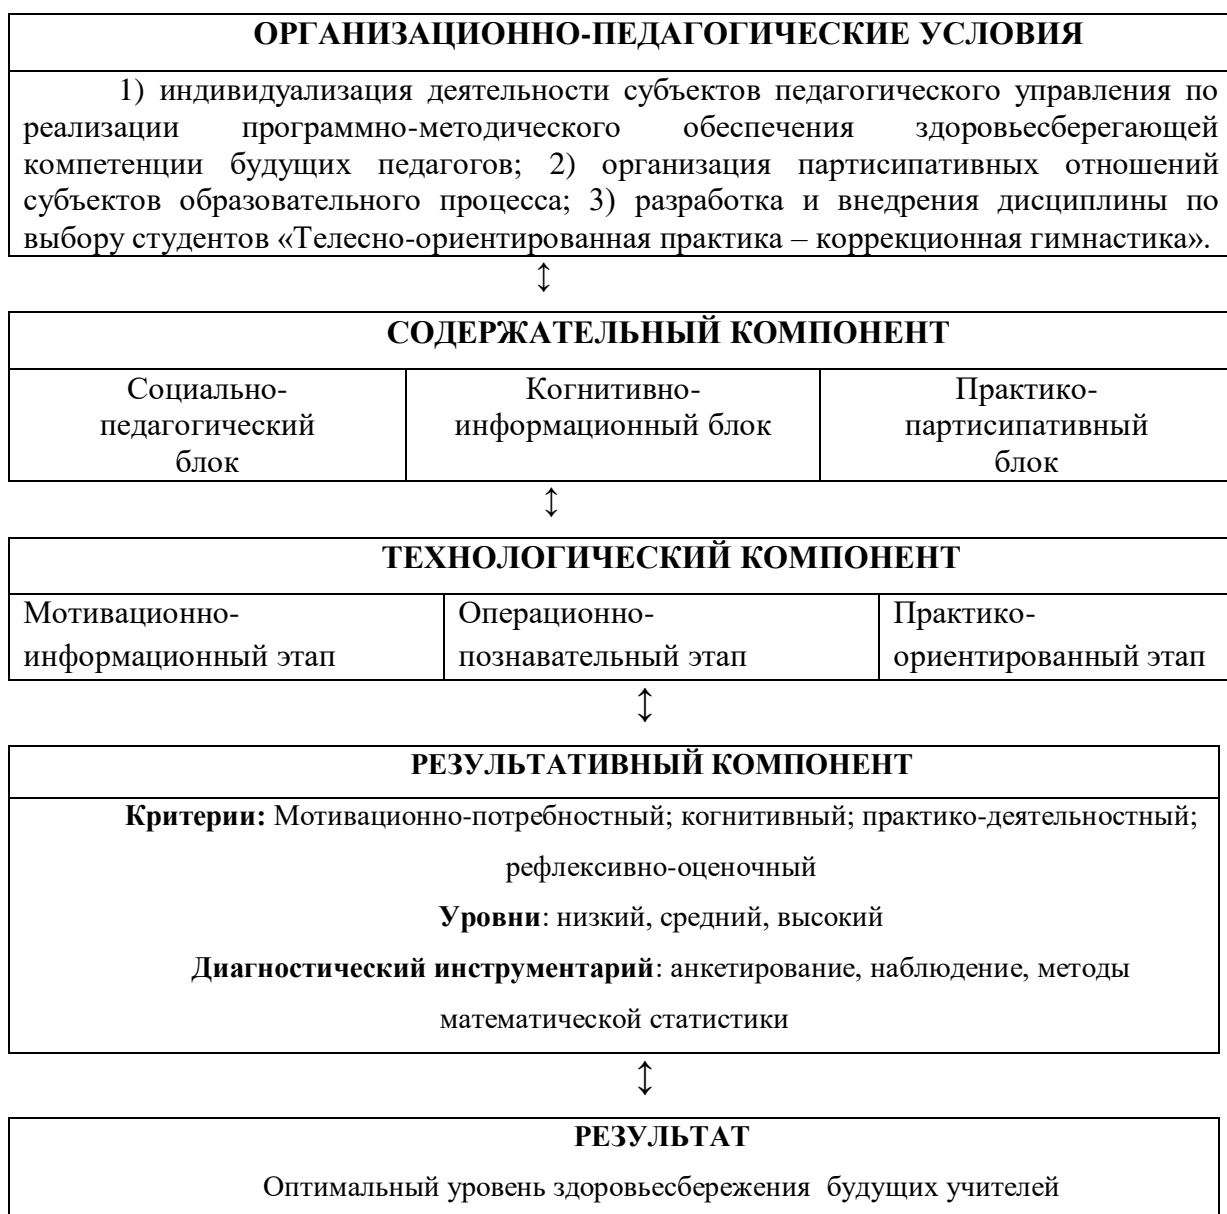 ОРГАНИЗАЦИОННО-ПЕДАГОГИЧЕСКИЕ УСЛОВИЯ
1) индивидуализация деятельности субъектов педагогического управления по
реализации программно-методического обеспечения здоровьесберегающей
компетенции будущих педагогов; 2) организация партисипативных отношений
субъектов образовательного процесса; 3) разработка и внедрения дисциплины по
выбору студентов «Телесно-ориентированная практика – коррекционная гимнастика».
↕
СОДЕРЖАТЕЛЬНЫЙ КОМПОНЕНТ
Социально-
педагогический
блок
Когнитивно-
информационный блок
Практико-
партисипативный
блок
↕
ТЕХНОЛОГИЧЕСКИЙ КОМПОНЕНТ
Мотивационно-
информационный этап
Операционно-
познавательный этап
Практико-
ориентированный этап
↕
РЕЗУЛЬТАТИВНЫЙ КОМПОНЕНТ
Критерии: Мотивационно-потребностный; когнитивный; практико-деятельностный;
рефлексивно-оценочный
Уровни: низкий, средний, высокий
Диагностический инструментарий: анкетирование, наблюдение, методы
математической статистики
↕
РЕЗУЛЬТАТ
Оптимальный уровень здоровьесбережения будущих учителей